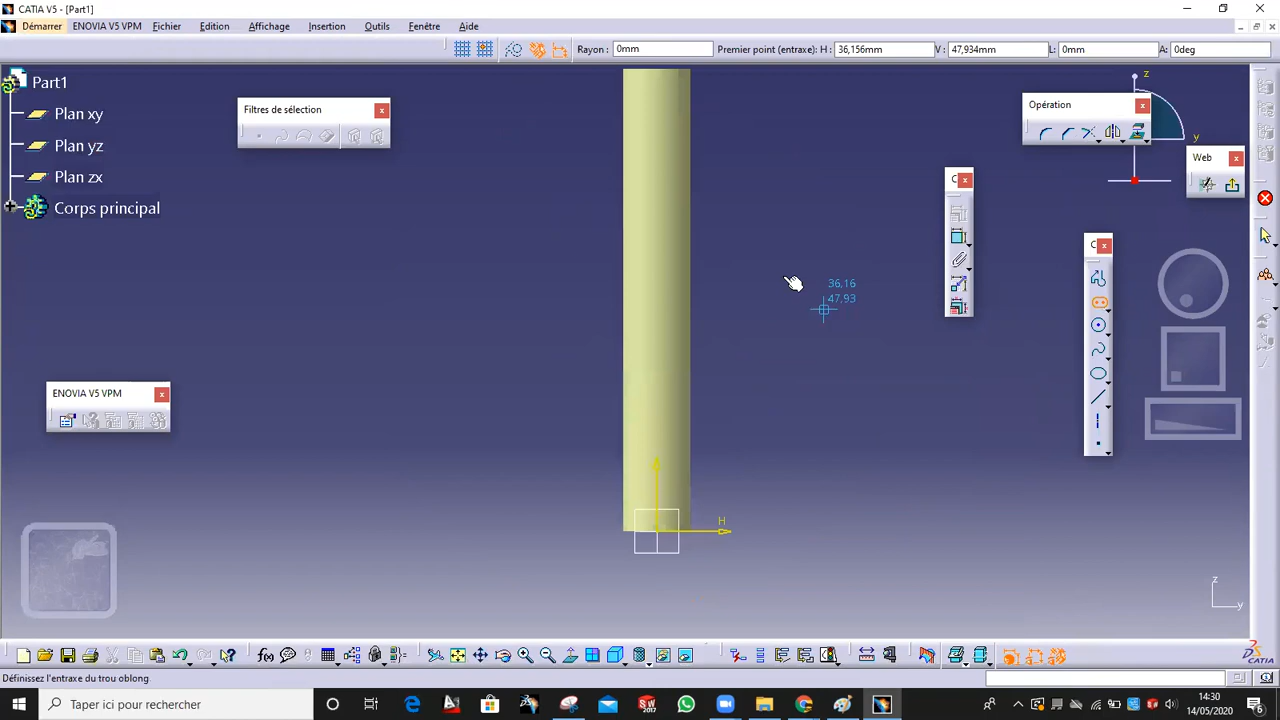 CATIA V5 - [Part1]
Démarrer ENOVIA V5 VPM Fichier Edition Affichage Insertion Outils Fenêtre Aide
Rayon : 0mm Premier point (entraxe): H : 36,156mm V : 47,934mm L: 0mm A: 0deg
Part1
Plan xy
Plan yz
Plan zx
Corps principal
Filtres de sélection
z
Opération
y
Web
C
C
36,16
47,93
ENOVIA V5 VPM
H
z
y
f(x)
CATIA
Définissez l'entraxe du trou oblong
Taper ici pour rechercher
SW
2017
14:30
14/05/2020